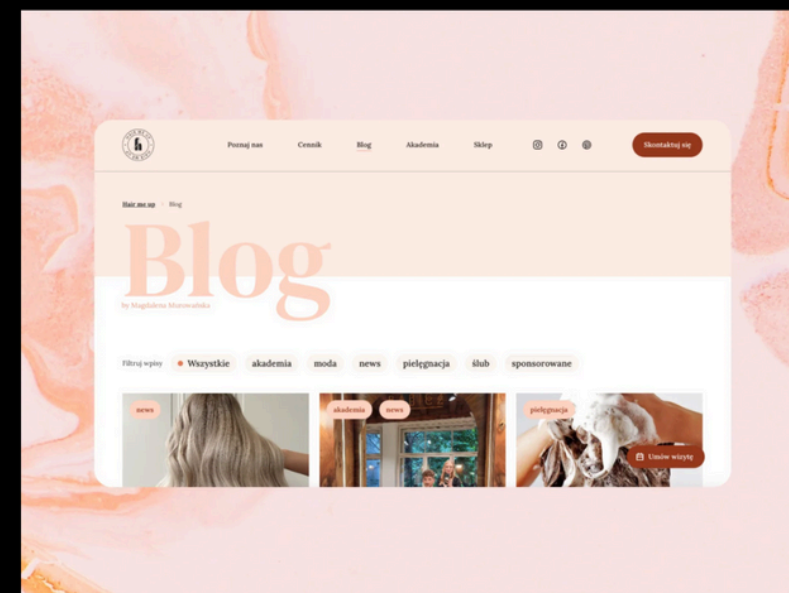 Poznaj nas Cennik Blog Akademia Sklep Skontaktuj się
Hair me up Blog
Blog
by Magdalena Murowańska
Filtruj wpisy Wszystkie akademia moda news pielęgnacja ślub sponsorowane
news akademia news pielęgnacja
Umów wizytę